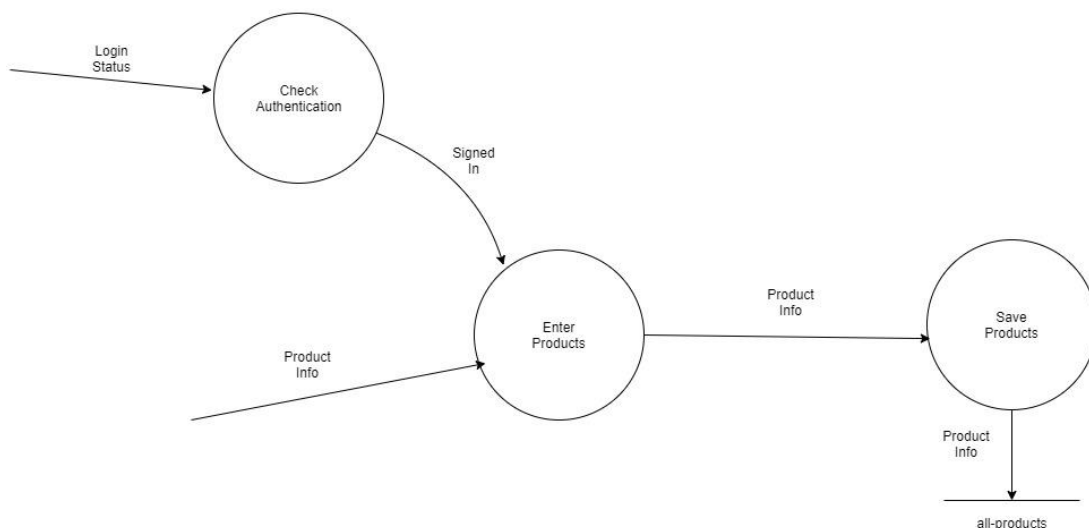 Login
Status
Check
Authentication
Signed
In
Product
Info
Enter
Products
Product
Info
Save
Products
Product
Info
all-products